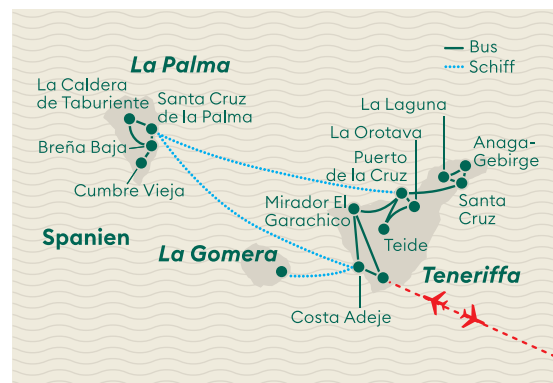 Bus
Schiff
La Palma
La Caldera
de Taburiente
Santa Cruz
de la Palma
Breña Baja
Cumbre Vieja
La Laguna
La Orotava
Anaga-
Gebirge
Puerto
de la Cruz
Mirador El
Garachico
Santa
Cruz
Teide
Spanien
La Gomera
Teneriffa
Costa Adeje